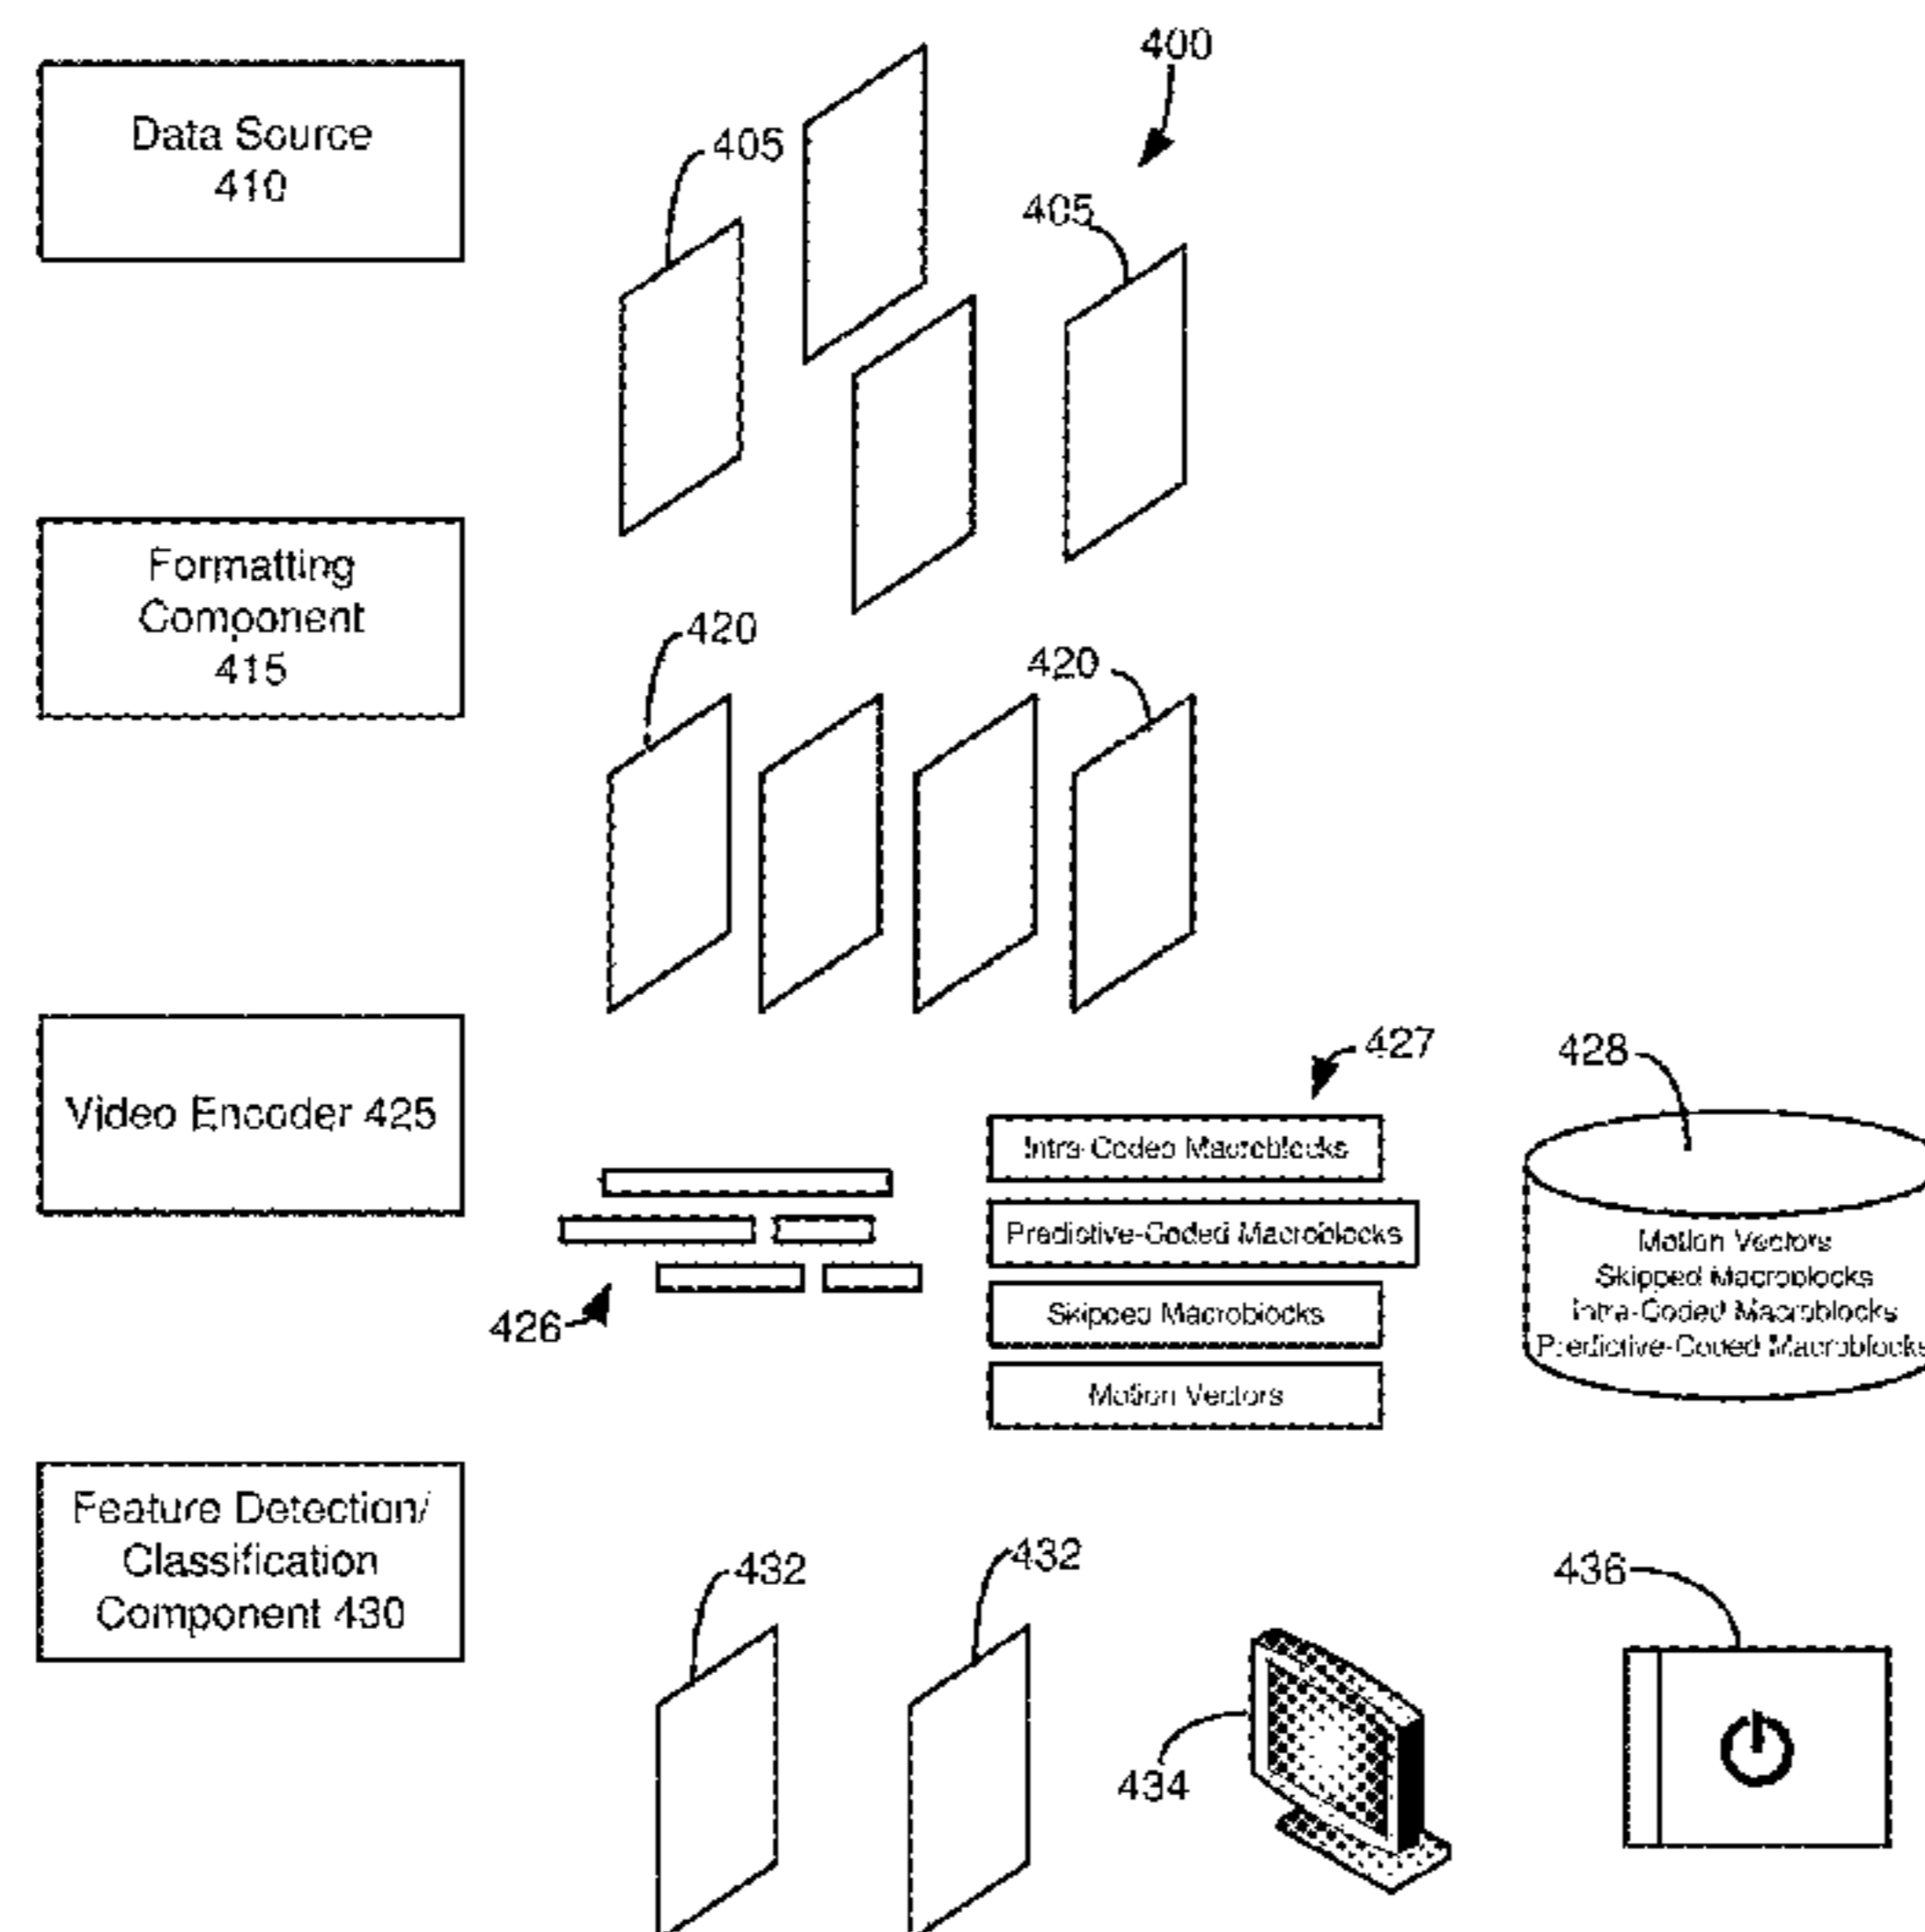 400
Data Source
410
405
405
Formatting
Component
415
420
420
Video Encoder 425
427
428
Intra-Coded Macroblocks
Predictive-Coded Macroblocks
Skipped Macroblocks
Motion Vectors
426
Motion Vectors
Skipped Macroblocks
Intra-Coded Macroblocks
Predictive-Coded Macroblocks
Feature Detection/
Classification
Component 430
432
432
434
436